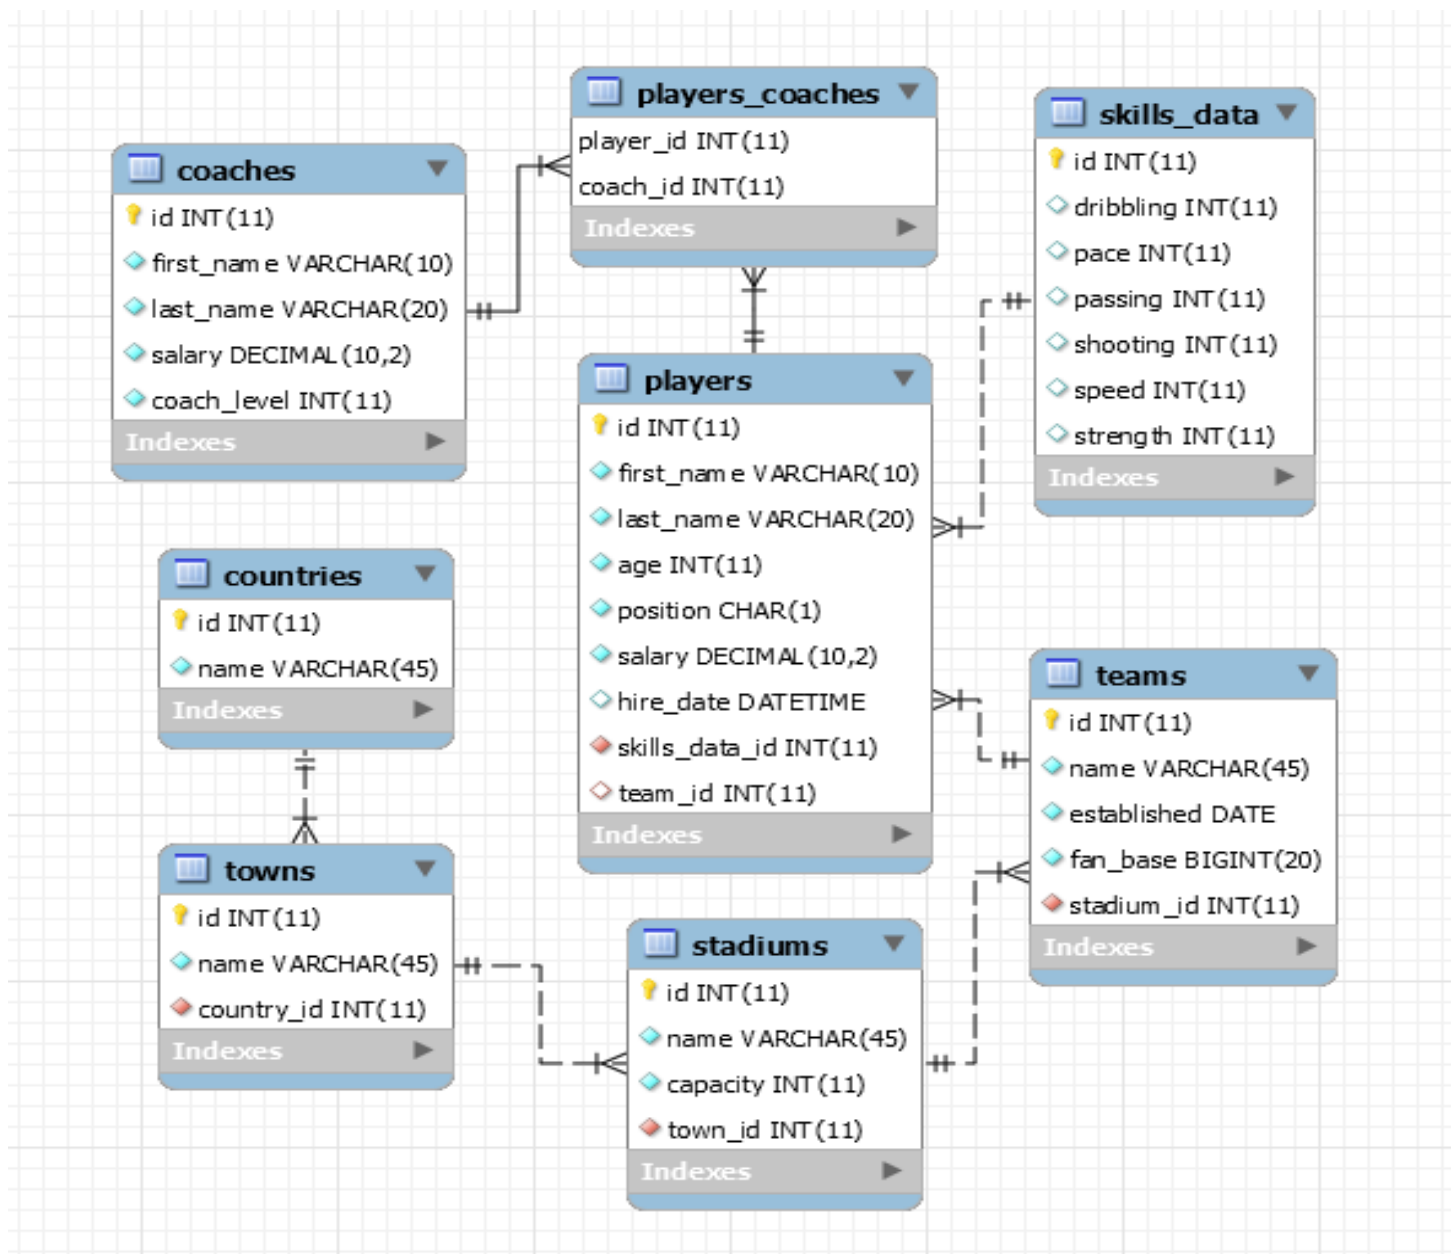 players_coaches
player_id INT(11)
coach_id INT(11)
Indexes
skills_data
id INT(11)
dribbling INT(11)
pace INT(11)
passing INT(11)
shooting INT(11)
speed INT(11)
strength INT(11)
Indexes
coaches
id INT(11)
first_name VARCHAR(10)
last_name VARCHAR(20)
salary DECIMAL(10,2)
coach_level INT(11)
Indexes
players
id INT(11)
first_name VARCHAR(10)
last_name VARCHAR(20)
age INT(11)
position CHAR(1)
salary DECIMAL(10,2)
hire_date DATETIME
skills_data_id INT(11)
team_id INT(11)
Indexes
countries
id INT(11)
name VARCHAR(45)
Indexes
teams
id INT(11)
name VARCHAR(45)
established DATE
fan_base BIGINT(20)
stadium_id INT(11)
Indexes
towns
id INT(11)
name VARCHAR(45)
country_id INT(11)
Indexes
stadiums
id INT(11)
name VARCHAR(45)
capacity INT(11)
town_id INT(11)
Indexes